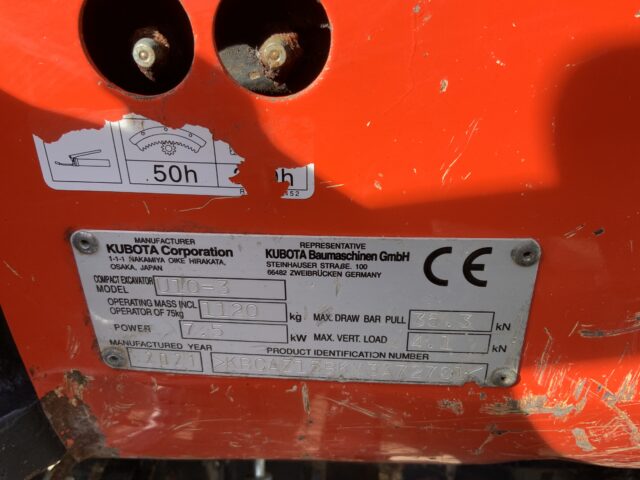 .50h
h
MANUFACTURER
KUBOTA Corporation
1-1-1 NAKAMIYA OIKE HIRAKATA,
OSAKA, JAPAN
REPRESENTATIVE
KUBOTA Baumaschinen GmbH
STEINHAUSER STRAßE. 100
66482 ZWEIBRÜCKEN GERMANY
CE
COMPACT EXCAVATOR
MODEL U10-3
OPERATING MASS INCL.
OPERATOR OF 75kg 1120 kg
MAX. DRAW BAR PULL kN
POWER 7.5 kW
MAX. VERT. LOAD kN
MANUFACTURED YEAR
2021
PRODUCT IDENTIFICATION NUMBER